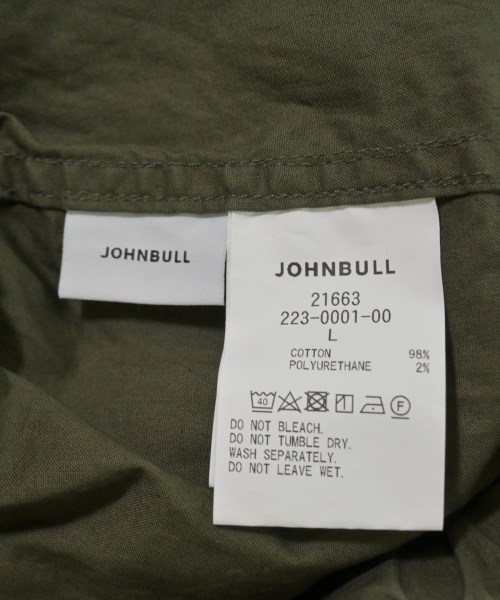 JOHNBULL
JOHNBULL
21663
223-0001-00
L
COTTON 98%
POLYURETHANE 2%
40 F
DO NOT BLEACH.
DO NOT TUMBLE DRY.
WASH SEPARATELY.
DO NOT LEAVE WET.